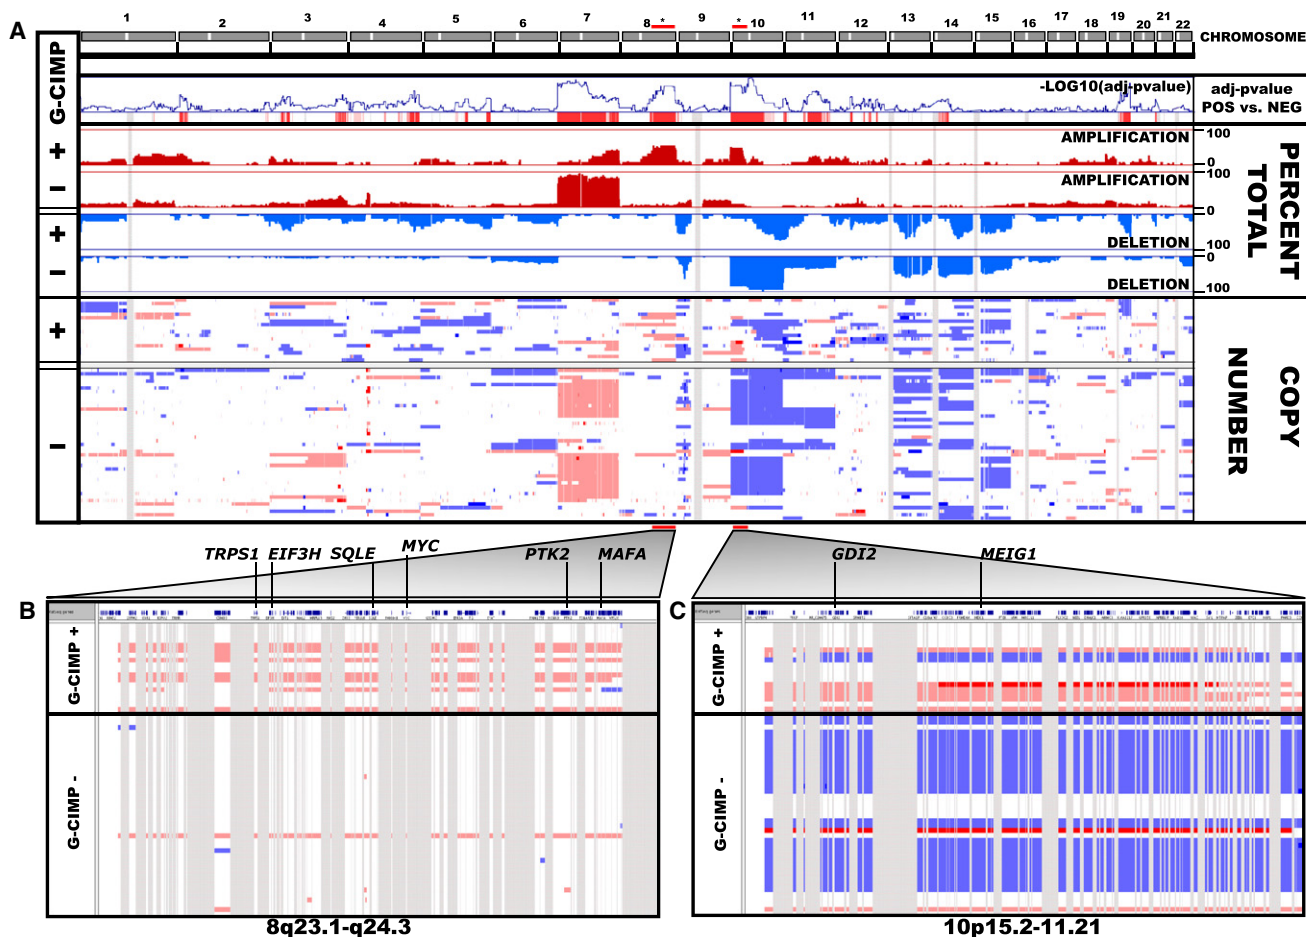 A
1 2 3 4 5 6 7 8 * 9 * 10 11 12 13 14 15 16 17 18 19 20 21 22
CHROMOSOME
G-CIMP
-LOG10(adj-pvalue)
adj-pvalue
POS vs. NEG
+
AMPLIFICATION
100
0
−
AMPLIFICATION
100
0
+
DELETION
100
−
0
DELETION
100
PERCENT
TOTAL
+
−
COPY
NUMBER
TRPS1 EIF3H SQLE MYC PTK2 MAFA
GDI2 MEIG1
B
G-CIMP +
G-CIMP -
8q23.1-q24.3
C
G-CIMP +
G-CIMP -
10p15.2-11.21